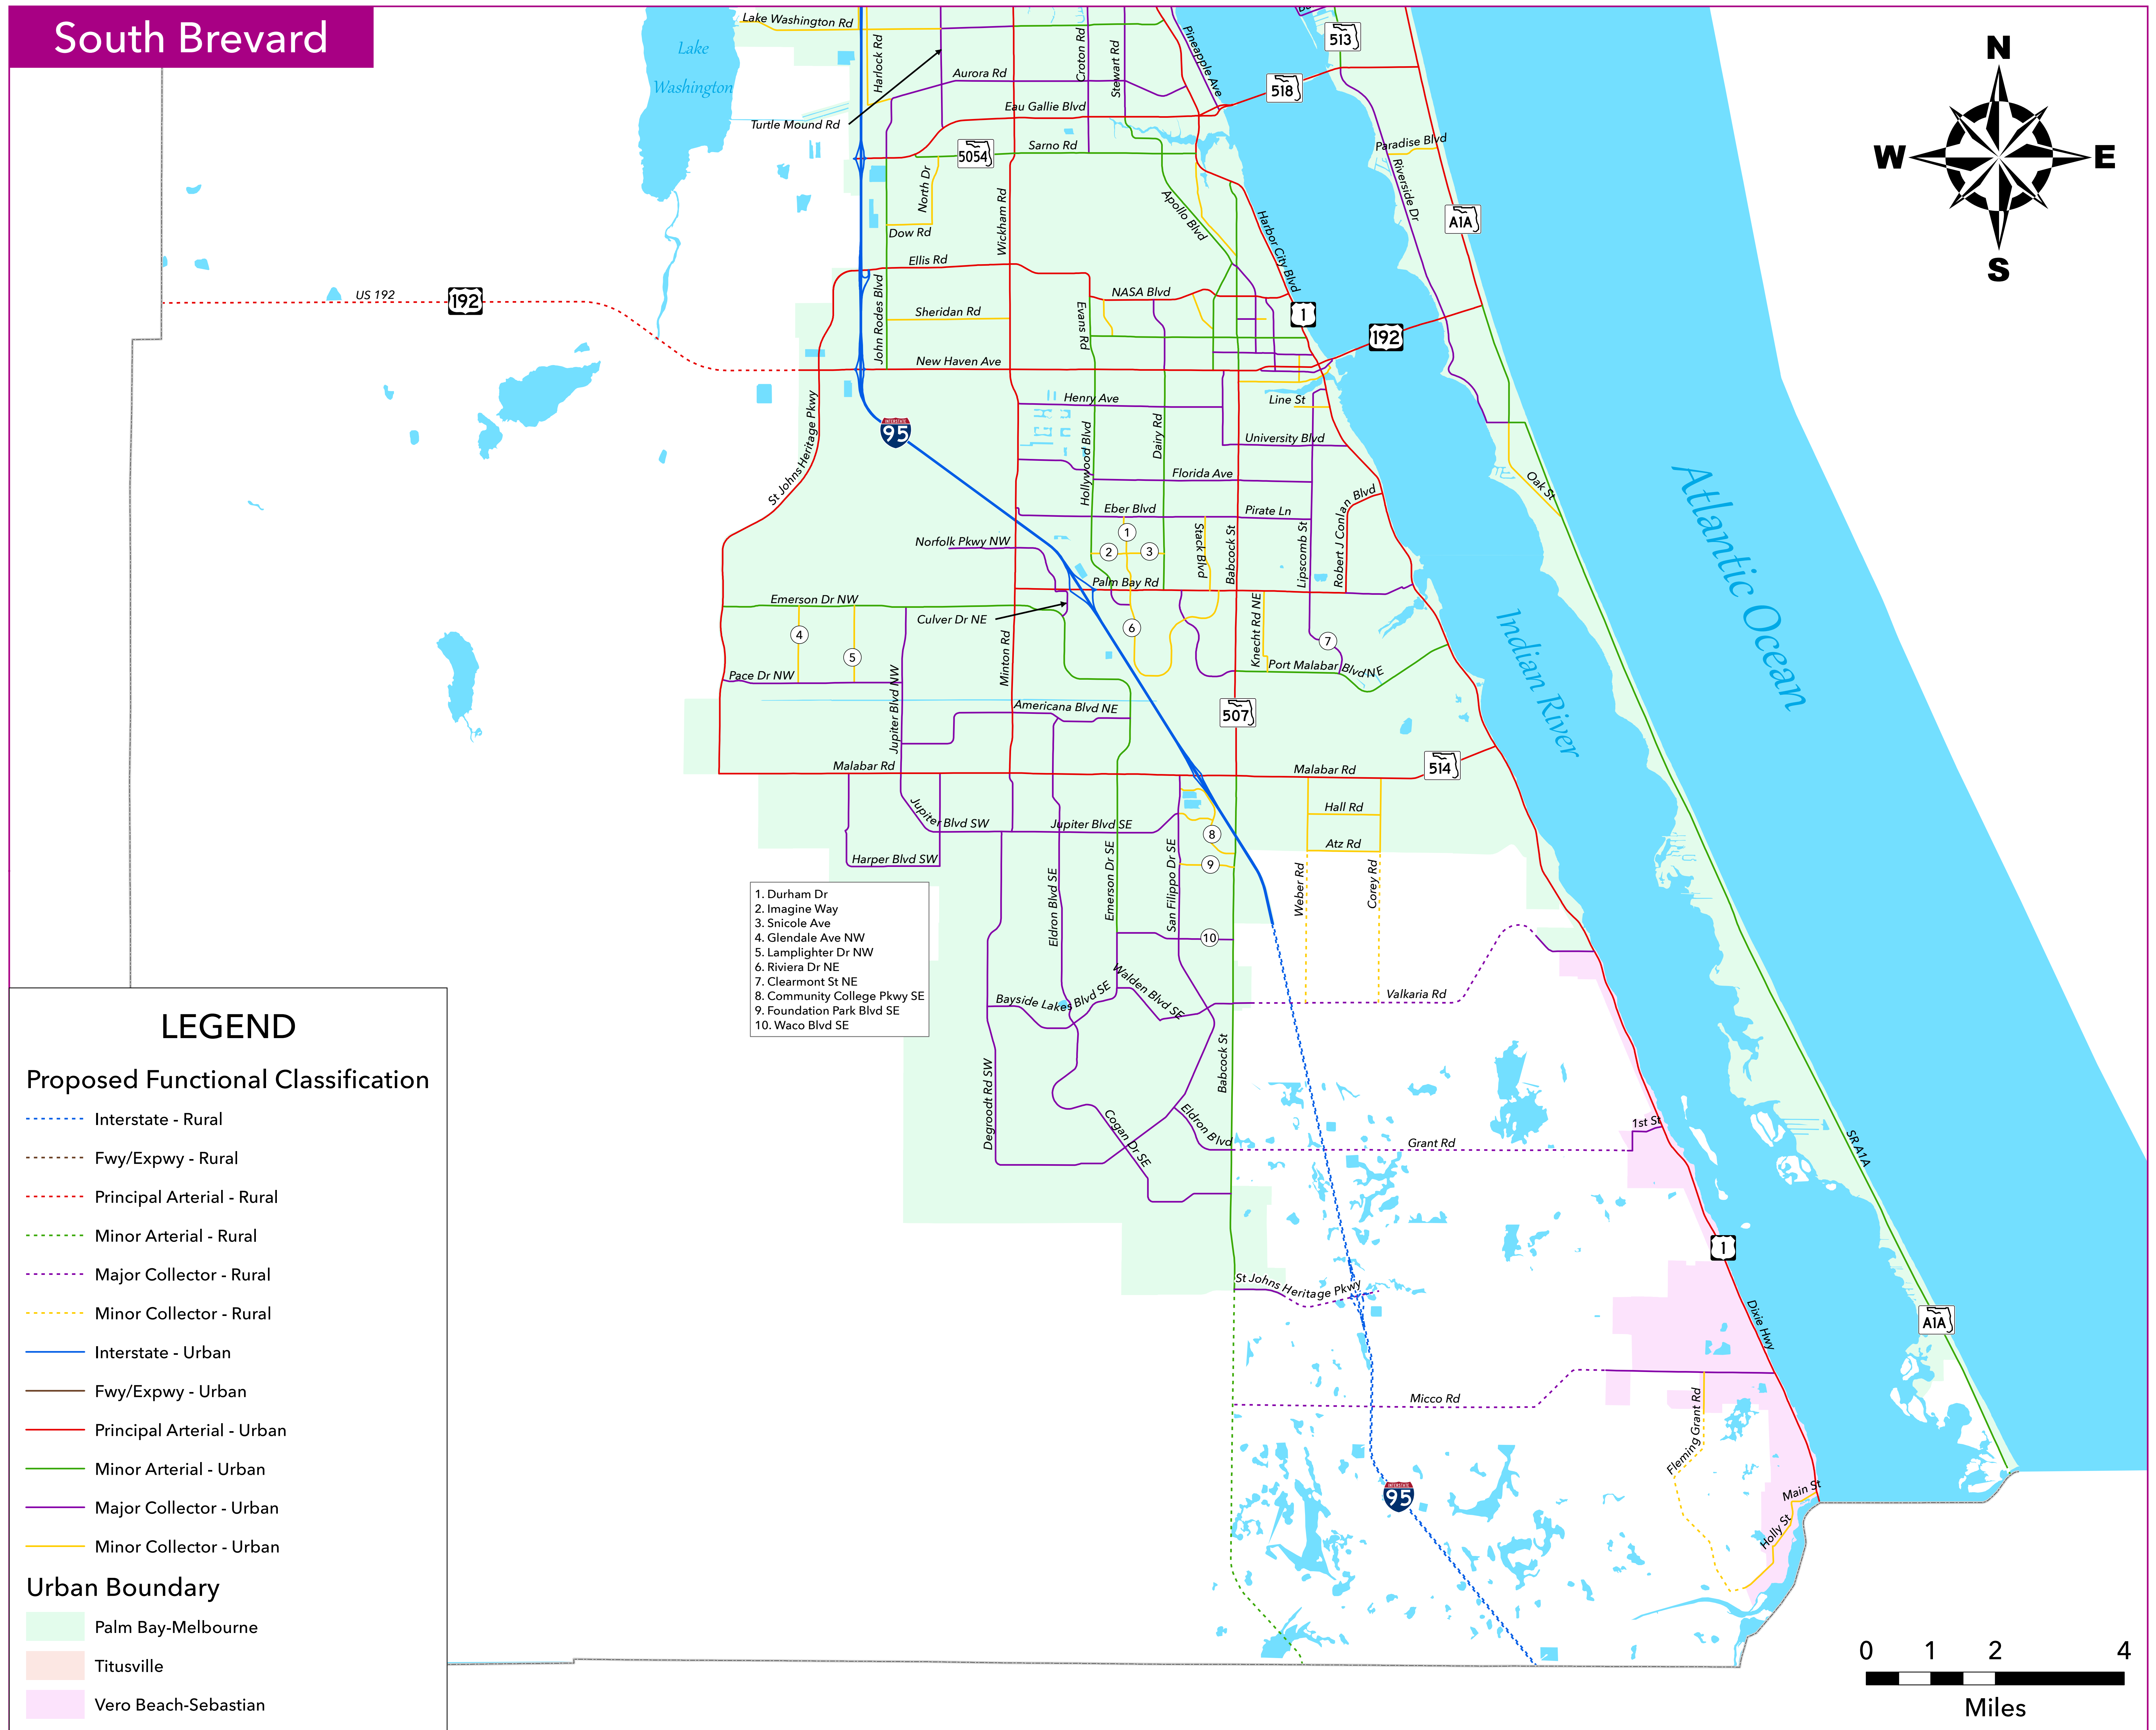 South Brevard
Lake Washington Rd
Lake
Washington
Harlock Rd
Croton Rd
Stewart Rd
Pineapple Ave
513
N
W
E
S
Aurora Rd
518
Eau Gallie Blvd
Turtle Mound Rd
5054
Sarno Rd
Paradise Blvd
Riverside Dr
North Dr
Wickham Rd
Apollo Blvd
Harbor City Blvd
A1A
Dow Rd
Ellis Rd
US 192
192
John Rodes Blvd
NASA Blvd
Sheridan Rd
Evans Rd
1
192
New Haven Ave
St Johns Heritage Pkwy
95
Henry Ave
Line St
Hollywood Blvd
Dairy Rd
University Blvd
Florida Ave
Oak St
Atlantic Ocean
Eber Blvd
Pirate Ln
Robert J Conlan Blvd
Norfolk Pkwy NW
1
2
3
Stack Blvd
Babcock St
Lipscomb St
Palm Bay Rd
Emerson Dr NW
Culver Dr NE
Knecht Rd NE
Indian River
4
5
6
7
Minton Rd
Pace Dr NW
Jupiter Blvd NW
Port Malabar Blvd NE
Americana Blvd NE
507
Malabar Rd
Malabar Rd
514
Jupiter Blvd SW
Jupiter Blvd SE
Hall Rd
8
Atz Rd
Harper Blvd SW
9
Eldron Blvd SE
Emerson Dr SE
San Filippo Dr SE
Weber Rd
Corey Rd
1. Durham Dr
2. Imagine Way
3. Snicole Ave
4. Glendale Ave NW
5. Lamplighter Dr NW
6. Riviera Dr NE
7. Clearmont St NE
8. Community College Pkwy SE
9. Foundation Park Blvd SE
10. Waco Blvd SE
10
Bayside Lakes Blvd SE
Walden Blvd SE
Valkaria Rd
Degroodt Rd SW
Babcock St
Cogan Dr SE
Eldron Blvd
Grant Rd
1st St
SR A1A
1
St Johns Heritage Pkwy
Dixie Hwy
A1A
Micco Rd
Fleming Grant Rd
95
Main St
Holly St
LEGEND
Proposed Functional Classification
Interstate - Rural
Fwy/Expwy - Rural
Principal Arterial - Rural
Minor Arterial - Rural
Major Collector - Rural
Minor Collector - Rural
Interstate - Urban
Fwy/Expwy - Urban
Principal Arterial - Urban
Minor Arterial - Urban
Major Collector - Urban
Minor Collector - Urban
Urban Boundary
Palm Bay-Melbourne
Titusville
Vero Beach-Sebastian
0 1 2 4
Miles